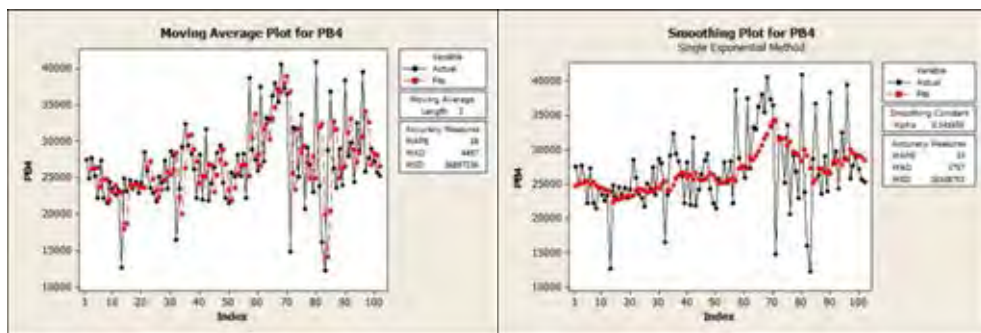 Moving Average Plot for PB4
Variable
Actual
Fits
Moving Average
Length
Accuracy Measures
MAPE
MAD
MSD
40000
35000
30000
25000
20000
15000
10000
PB4
1 10 20 30 40 50 60 70 80 90 100
Index
Smoothing Plot for PB4
Single Exponential Method
Variable
Actual
Fits
Smoothing Constant
Alpha
Accuracy Measures
MAPE
MAD
MSD
40000
35000
30000
25000
20000
15000
10000
PB4
1 10 20 30 40 50 60 70 80 90 100
Index